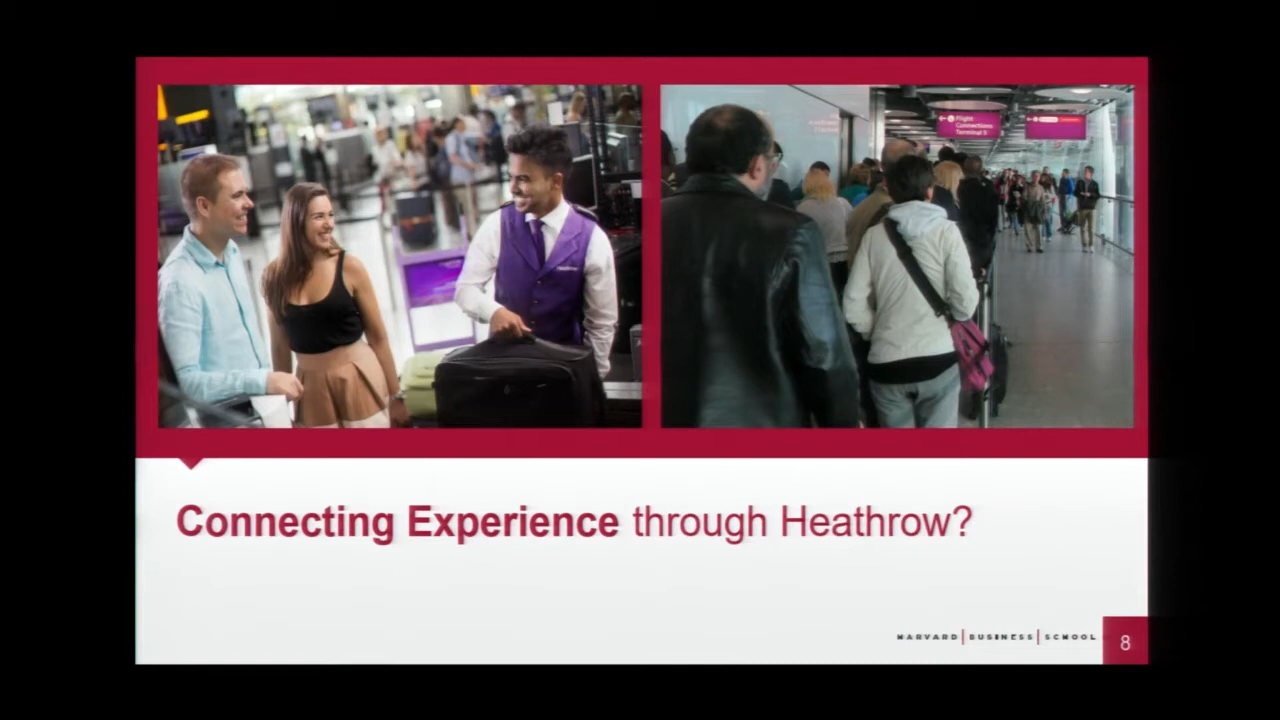 Flight
Connections
Terminal 5
Connecting Experience through Heathrow?
HARVARD BUSINESS SCHOOL
8